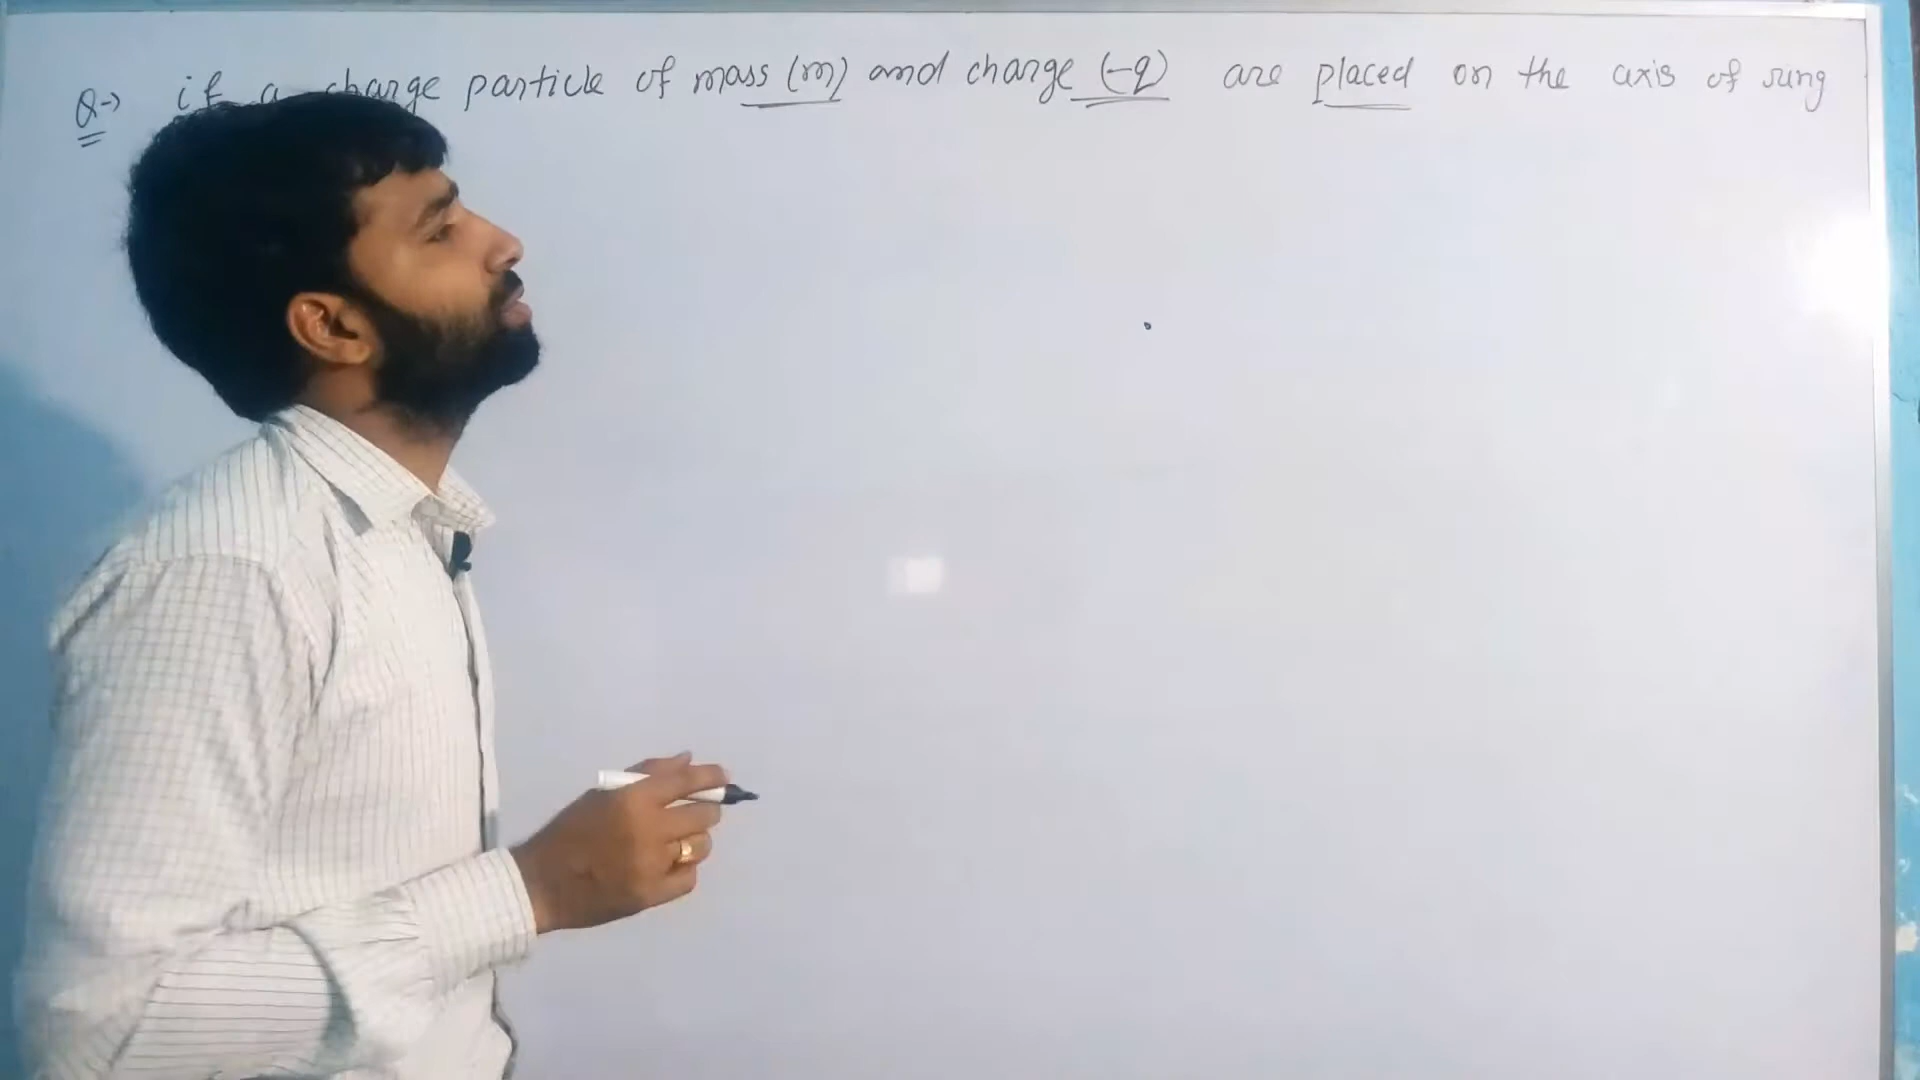 Q→ if a charge particle of mass (m) and charge (-q) are placed on the axis of ring